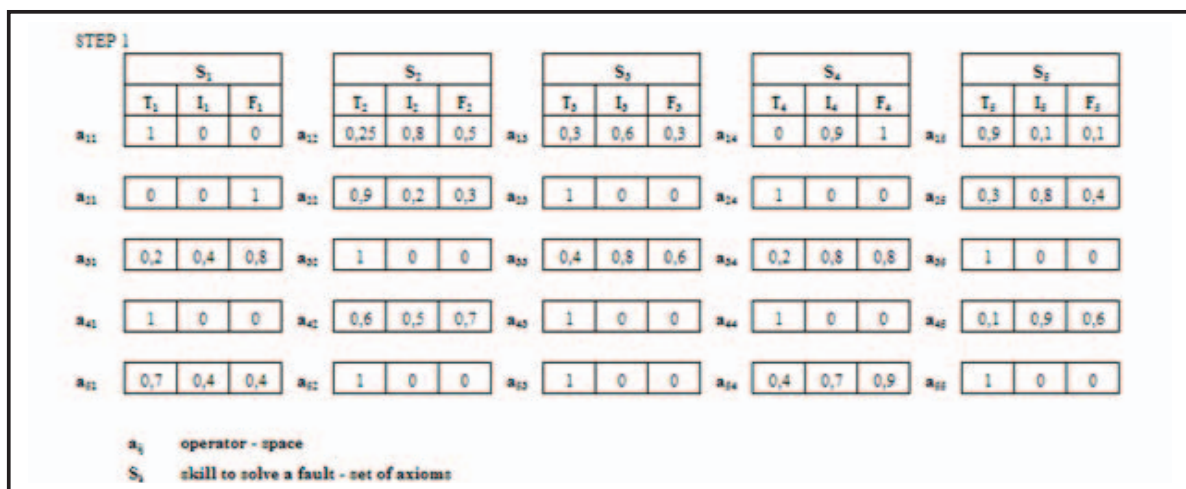 STEP 1
S₁ S₂ S₃ S₄ S₅
T₁ I₁ F₁ T₂ I₂ F₂ T₃ I₃ F₃ T₄ I₄ F₄ T₅ I₅ F₅
a₁₁ 1 0 0 a₁₂ 0,25 0,8 0,5 a₁₃ 0,3 0,6 0,3 a₁₄ 0 0,9 1 a₁₅ 0,9 0,1 0,1
a₂₁ 0 0 1 a₂₂ 0,9 0,2 0,3 a₂₃ 1 0 0 a₂₄ 1 0 0 a₂₅ 0,3 0,8 0,4
a₃₁ 0,2 0,4 0,8 a₃₂ 1 0 0 a₃₃ 0,4 0,8 0,6 a₃₄ 0,2 0,8 0,8 a₃₅ 1 0 0
a₄₁ 1 0 0 a₄₂ 0,6 0,5 0,7 a₄₃ 1 0 0 a₄₄ 1 0 0 a₄₅ 0,1 0,9 0,6
a₅₁ 0,7 0,4 0,4 a₅₂ 1 0 0 a₅₃ 1 0 0 a₅₄ 0,4 0,7 0,9 a₅₅ 1 0 0
aᵢⱼ operator - space
Sᵢ skill to solve a fault - set of axioms